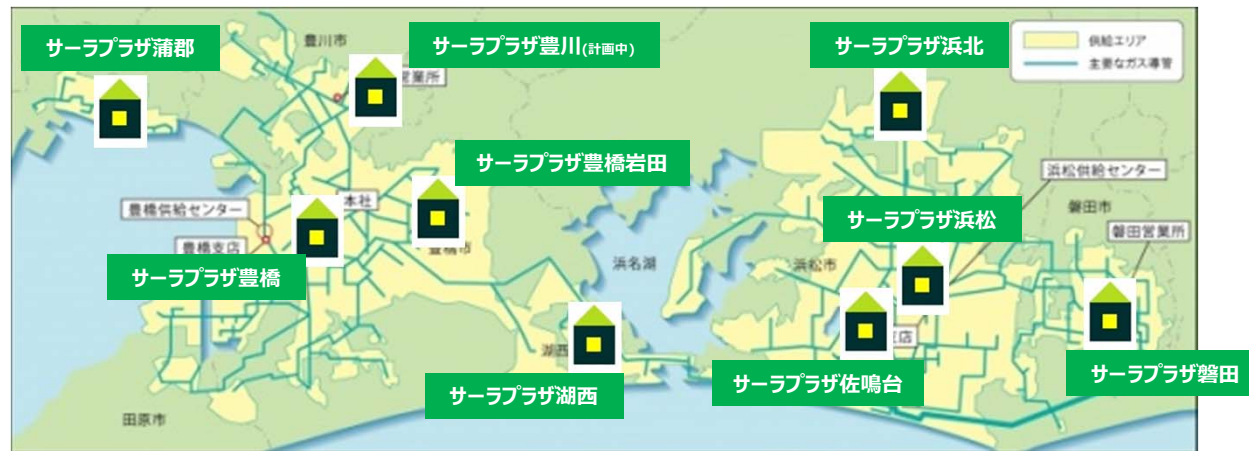 サーラプラザ蒲郡
豊川市
サーラプラザ豊川(計画中)
営業所
サーラプラザ浜北
供給エリア
主要なガス導管
サーラプラザ豊橋岩田
浜松供給センター
豊橋供給センター
本社
サーラプラザ浜松
磐田市
磐田営業所
豊橋支店
豊橋市
浜名湖
浜松市
サーラプラザ豊橋
湖西
店
サーラプラザ湖西
サーラプラザ佐鳴台
サーラプラザ磐田
田原市